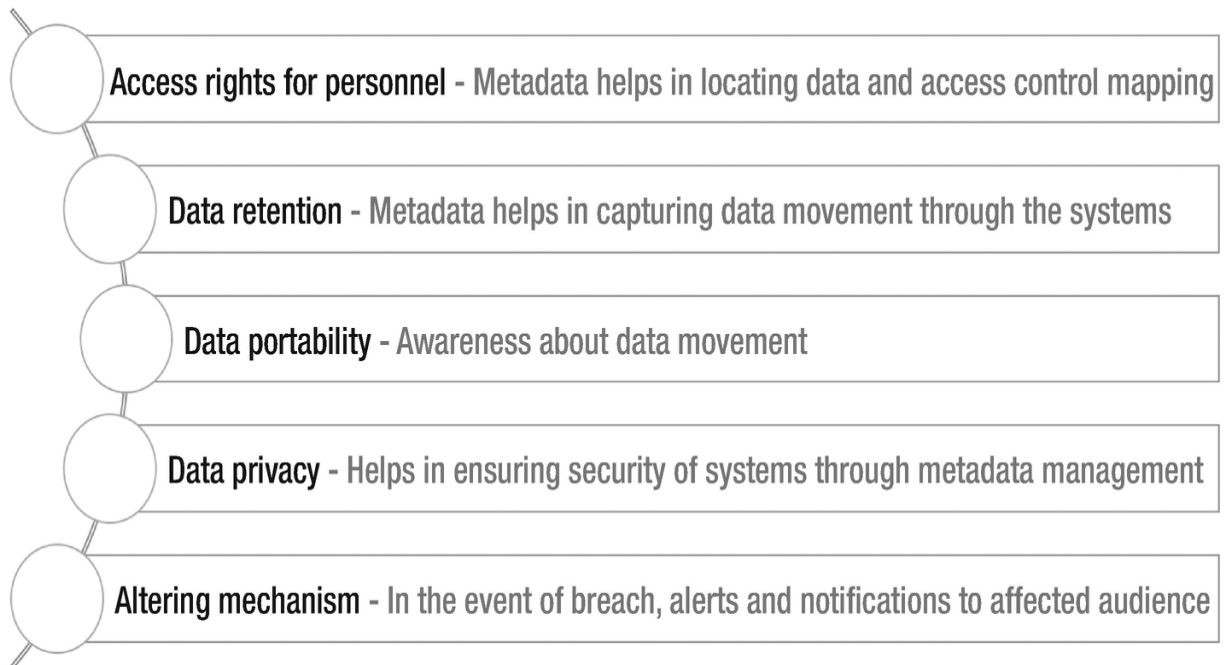 Access rights for personnel - Metadata helps in locating data and access control mapping
Data retention - Metadata helps in capturing data movement through the systems
Data portability - Awareness about data movement
Data privacy - Helps in ensuring security of systems through metadata management
Altering mechanism - In the event of breach, alerts and notifications to affected audience